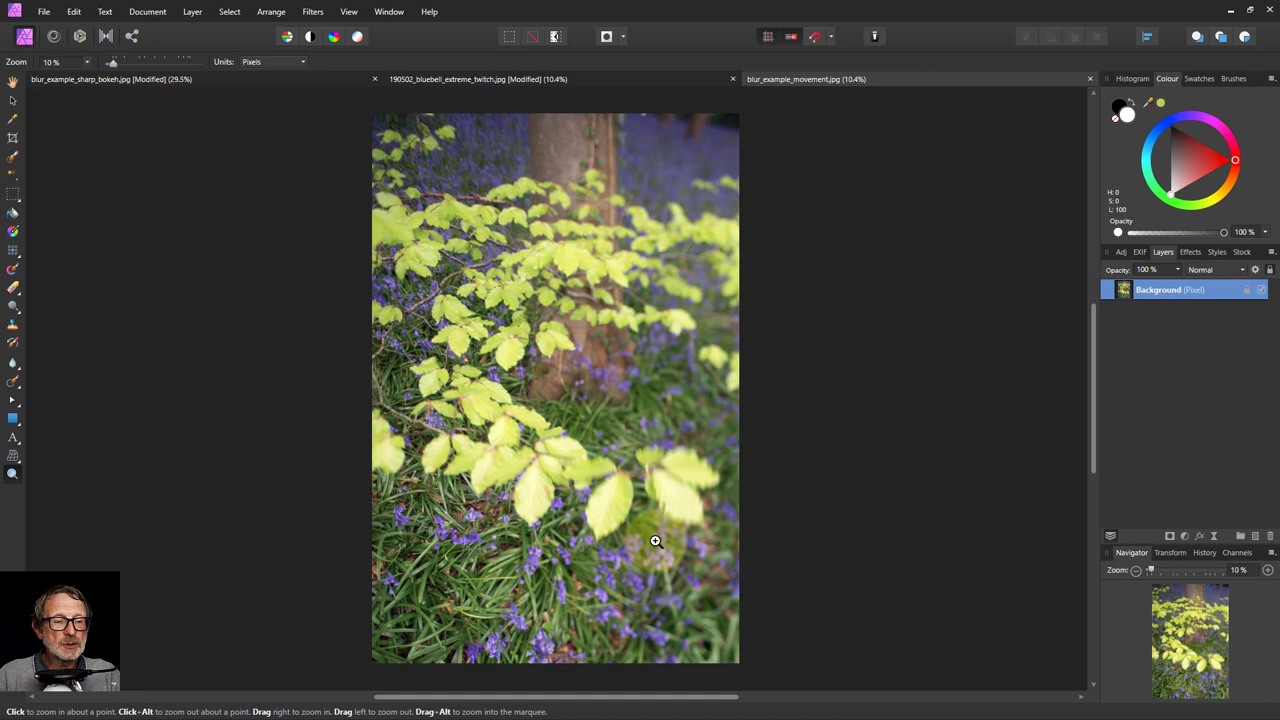 File Edit Text Document Layer Select Arrange Filters View Window Help
Zoom 10 % Units: Pixels
blur_example_sharp_bokeh.jpg [Modified] (29.5%) 190502_bluebell_extreme_twitch.jpg [Modified] (10.4%) blur_example_movement.jpg (10.4%)
Histogram Colour Swatches Brushes
H: 0
S: 0
L: 100
Opacity
100 %
Adj EXIF Layers Effects Styles Stock
Opacity: 100 % Normal
Background (Pixel)
Navigator Transform History Channels
Zoom: 10 %
Click to zoom in about a point. Click+Alt to zoom out about a point. Drag right to zoom in. Drag left to zoom out. Drag+Alt to zoom into the marquee.